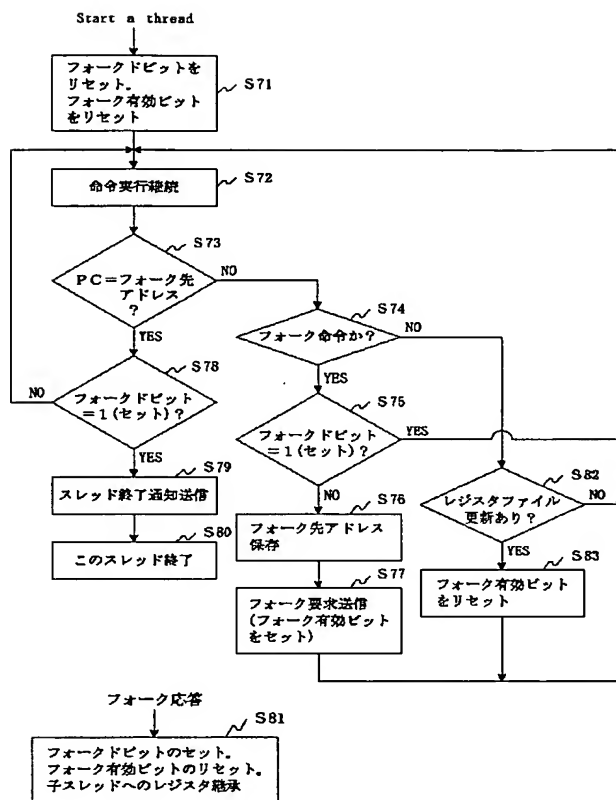 Start a thread
フォークドビットを
リセット。
フォーク有効ビット
をリセット
S71
命令実行継続
S72
S73
PC＝フォーク先
アドレス
？
NO
YES
S74
フォーク命令か？
NO
YES
S78
フォークドビット
＝1(セット)？
NO
YES
S75
フォークドビット
＝1(セット)？
YES
NO
S79
スレッド終了通知送信
S80
このスレッド終了
S76
フォーク先アドレス
保存
S77
フォーク要求送信
(フォーク有効ビット
をセット)
S82
レジスタファイル
更新あり？
NO
YES
S83
フォーク有効ビット
をリセット
フォーク応答
S81
フォークドビットのセット。
フォーク有効ビットのリセット。
子スレッドへのレジスタ継承